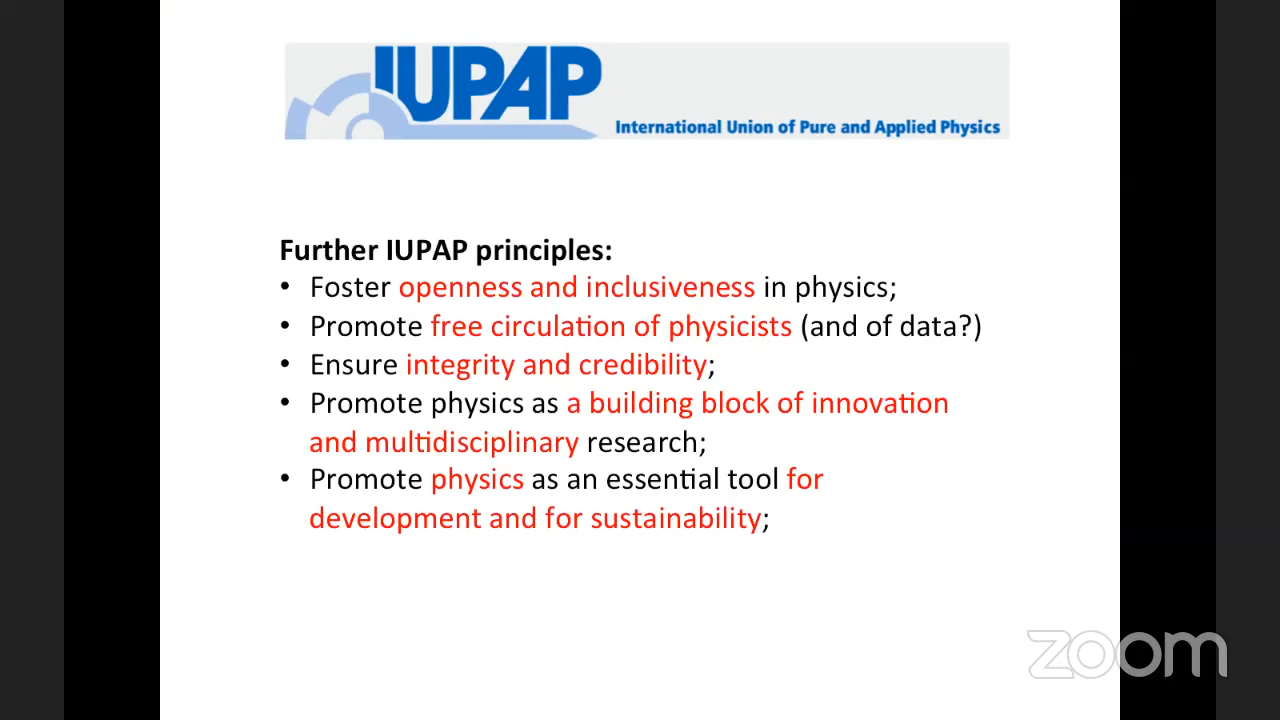 IUPAP
International Union of Pure and Applied Physics
Further IUPAP principles:
• Foster openness and inclusiveness in physics;
• Promote free circulation of physicists (and of data?)
• Ensure integrity and credibility;
• Promote physics as a building block of innovation
and multidisciplinary research;
• Promote physics as an essential tool for
development and for sustainability;
zoom